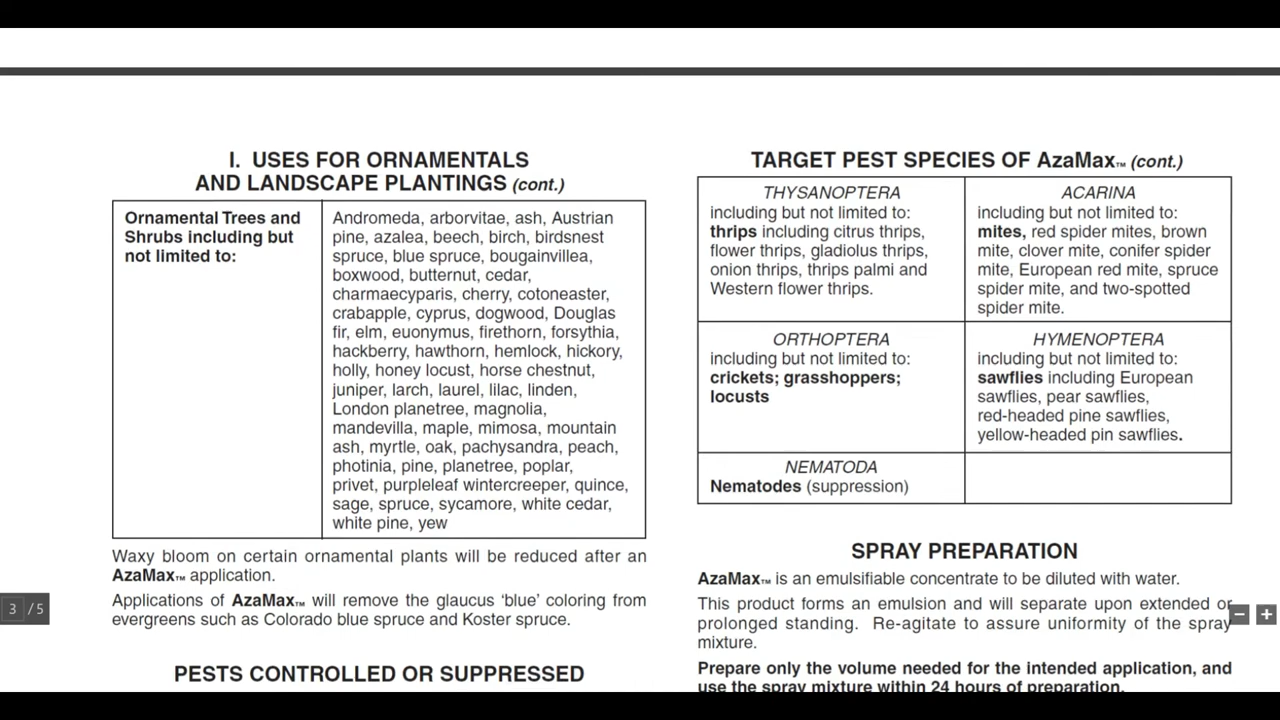 I. USES FOR ORNAMENTALS
AND LANDSCAPE PLANTINGS (cont.)
Ornamental Trees and
Shrubs including but
not limited to:
Andromeda, arborvitae, ash, Austrian
pine, azalea, beech, birch, birdsnest
spruce, blue spruce, bougainvillea,
boxwood, butternut, cedar,
charmaecyparis, cherry, cotoneaster,
crabapple, cyprus, dogwood, Douglas
fir, elm, euonymus, firethorn, forsythia,
hackberry, hawthorn, hemlock, hickory,
holly, honey locust, horse chestnut,
juniper, larch, laurel, lilac, linden,
London planetree, magnolia,
mandevilla, maple, mimosa, mountain
ash, myrtle, oak, pachysandra, peach,
photinia, pine, planetree, poplar,
privet, purpleleaf wintercreeper, quince,
sage, spruce, sycamore, white cedar,
white pine, yew
Waxy bloom on certain ornamental plants will be reduced after an
AzaMax™ application.
Applications of AzaMax™ will remove the glaucus ‘blue’ coloring from
evergreens such as Colorado blue spruce and Koster spruce.
PESTS CONTROLLED OR SUPPRESSED
TARGET PEST SPECIES OF AzaMax™ (cont.)
THYSANOPTERA
including but not limited to:
thrips including citrus thrips,
flower thrips, gladiolus thrips,
onion thrips, thrips palmi and
Western flower thrips.
ACARINA
including but not limited to:
mites, red spider mites, brown
mite, clover mite, conifer spider
mite, European red mite, spruce
spider mite, and two-spotted
spider mite.
ORTHOPTERA
including but not limited to:
crickets; grasshoppers;
locusts
HYMENOPTERA
including but not limited to:
sawflies including European
sawflies, pear sawflies,
red-headed pine sawflies,
yellow-headed pin sawflies.
NEMATODA
Nematodes (suppression)
SPRAY PREPARATION
AzaMax™ is an emulsifiable concentrate to be diluted with water.
This product forms an emulsion and will separate upon extended or
prolonged standing. Re-agitate to assure uniformity of the spray
mixture.
Prepare only the volume needed for the intended application, and
use the spray mixture within 24 hours of preparation.
3 / 5